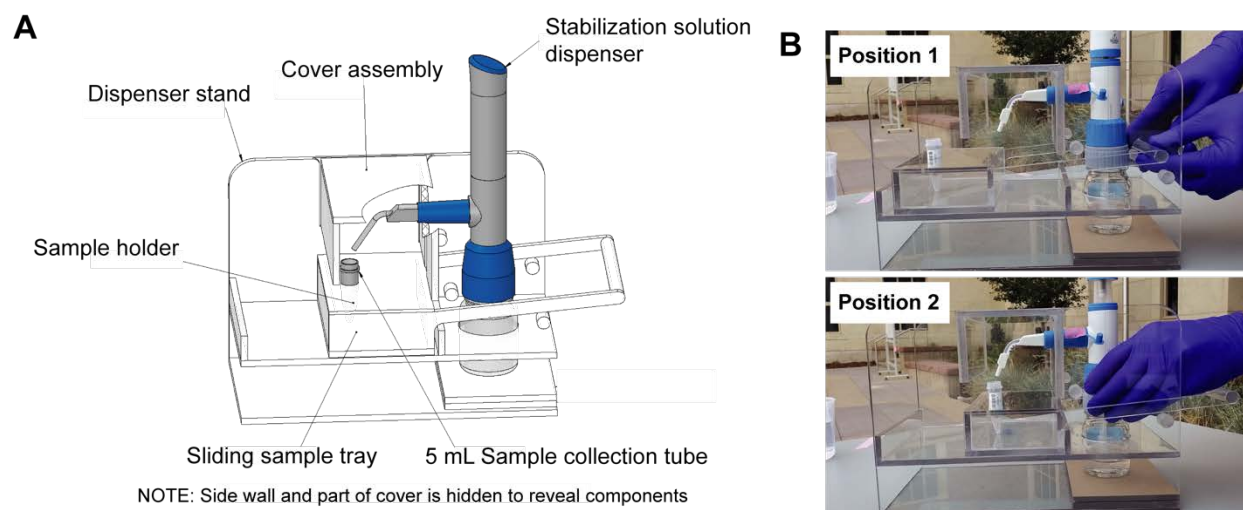 A
Stabilization solution
dispenser
Cover assembly
Dispenser stand
Sample holder
Sliding sample tray
5 mL Sample collection tube
NOTE: Side wall and part of cover is hidden to reveal components
B
Position 1
Position 2